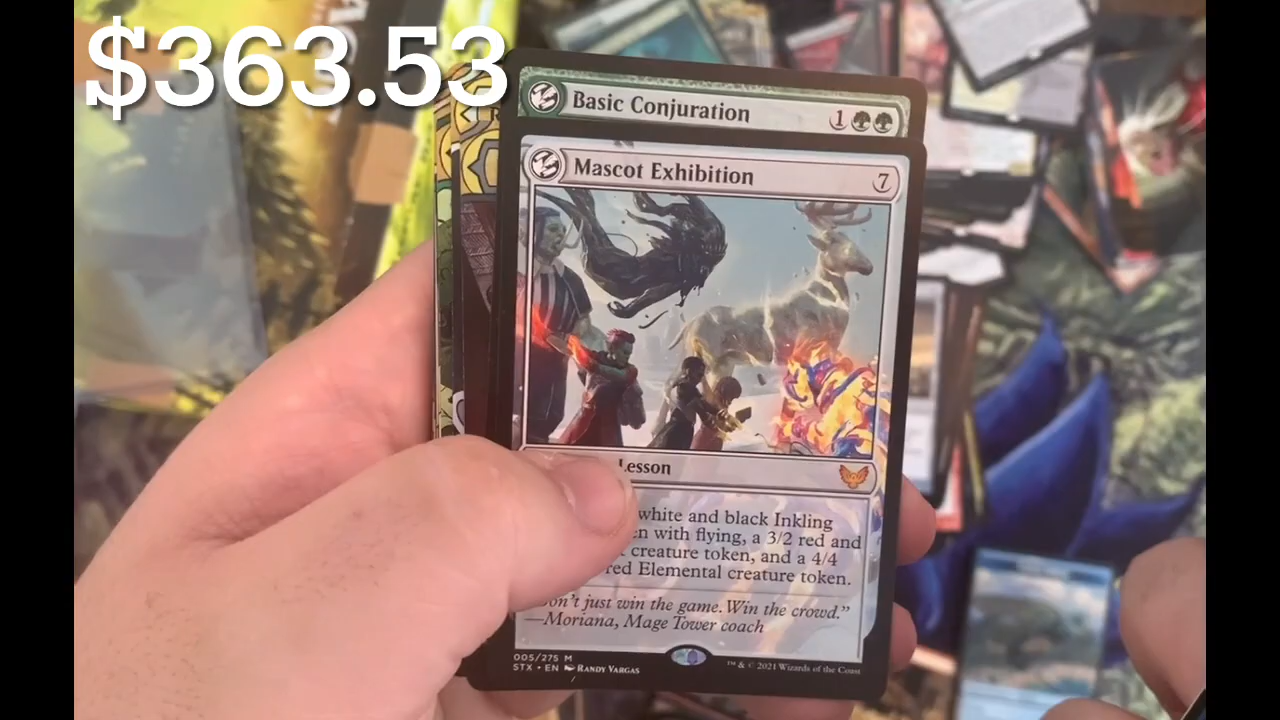 $363.53
Basic Conjuration 1
Mascot Exhibition 7
Lesson
white and black Inkling
en with flying, a 3/2 red and
creature token, and a 4/4
red Elemental creature token.
on't just win the game. Win the crowd."
—Moriana, Mage Tower coach
005/275 M
STX • EN RANDY VARGAS
™ & © 2021 Wizards of the Coast